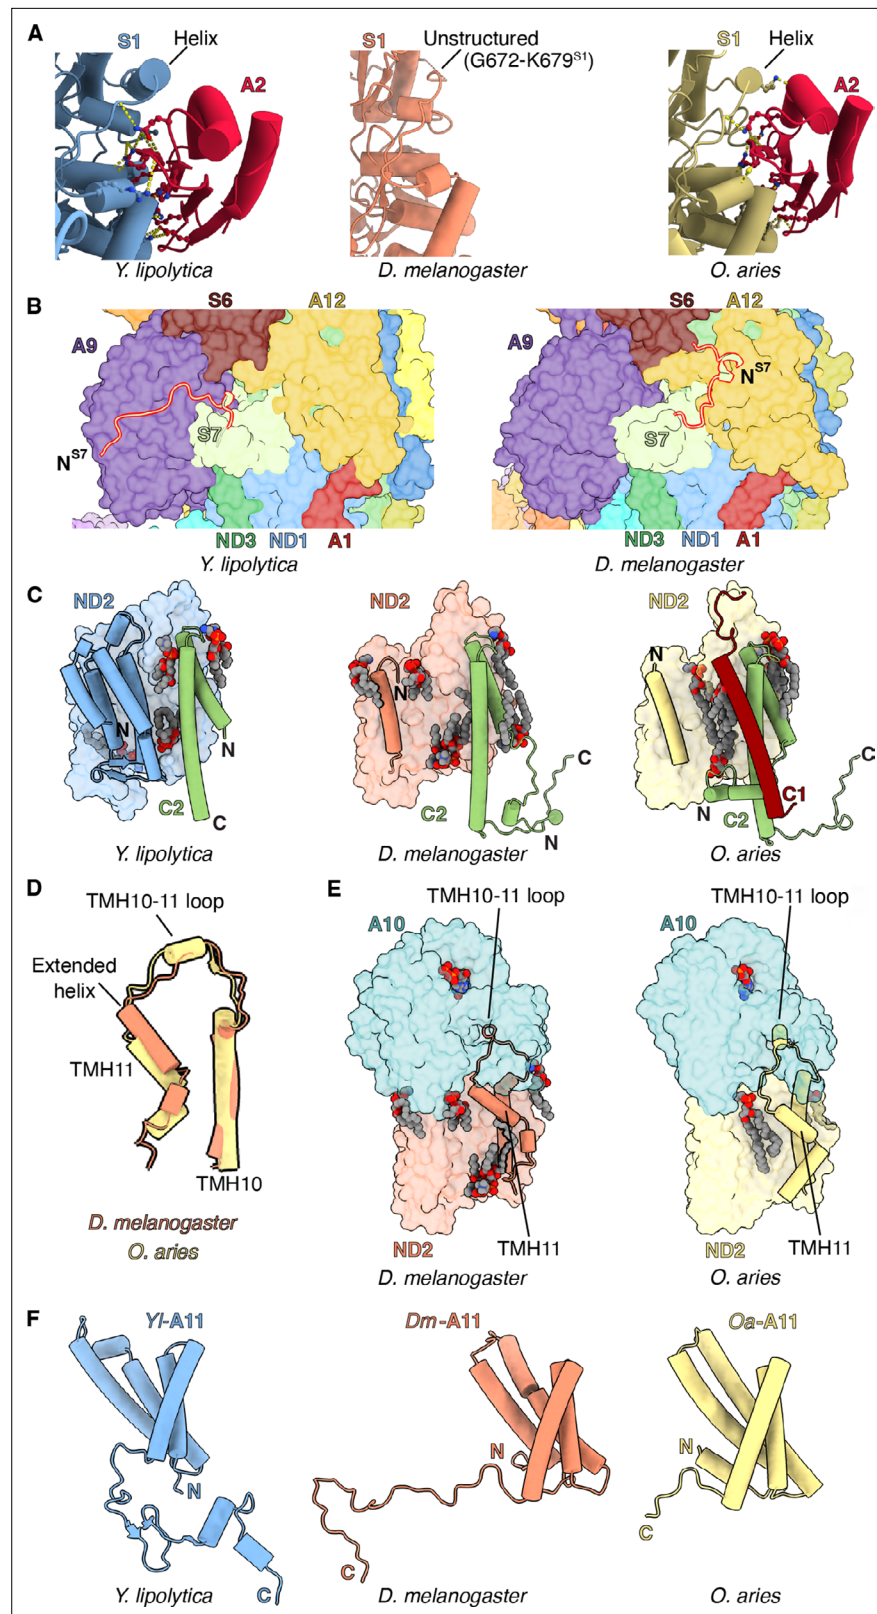 A
S1
Helix
A2
Y. lipolytica
S1
Unstructured
(G672-K679S1)
D. melanogaster
S1
Helix
A2
O. aries
B
S6
A12
A9
S7
NS7
ND3
ND1
A1
Y. lipolytica
S6
A12
A9
NS7
S7
ND3
ND1
A1
D. melanogaster
C
ND2
N
N
C2
C
Y. lipolytica
ND2
N
C
C2
N
D. melanogaster
ND2
N
C
N
C2
C1
O. aries
D
TMH10-11 loop
Extended
helix
TMH11
TMH10
D. melanogaster
O. aries
E
TMH10-11 loop
A10
ND2
TMH11
D. melanogaster
TMH10-11 loop
A10
ND2
TMH11
O. aries
F
Yl-A11
N
C
Y. lipolytica
Dm-A11
N
C
D. melanogaster
Oa-A11
N
C
O. aries